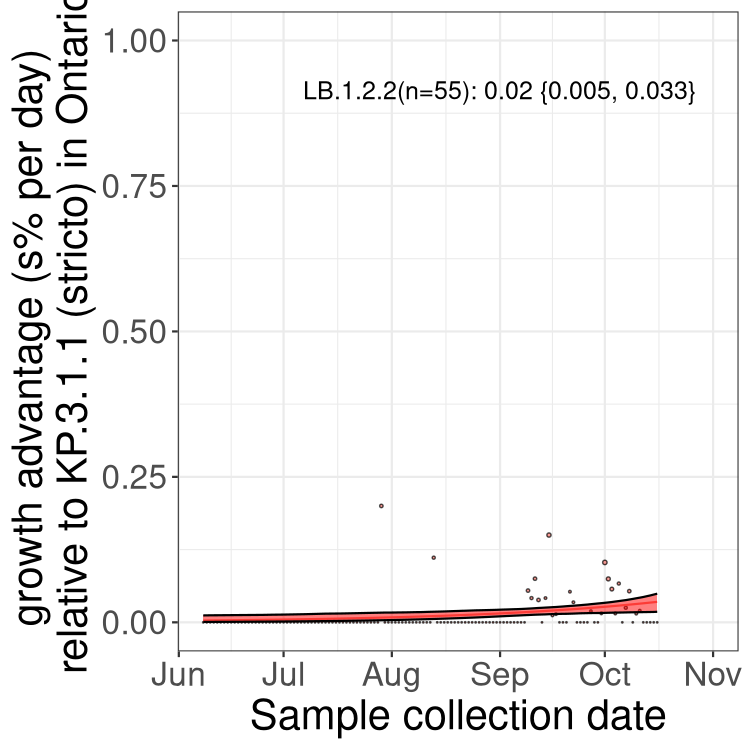 growth advantage (s% per day)
relative to KP.3.1.1 (stricto) in Ontario
1.00
0.75
0.50
0.25
0.00
LB.1.2.2(n=55): 0.02 {0.005, 0.033}
Jun Jul Aug Sep Oct Nov
Sample collection date